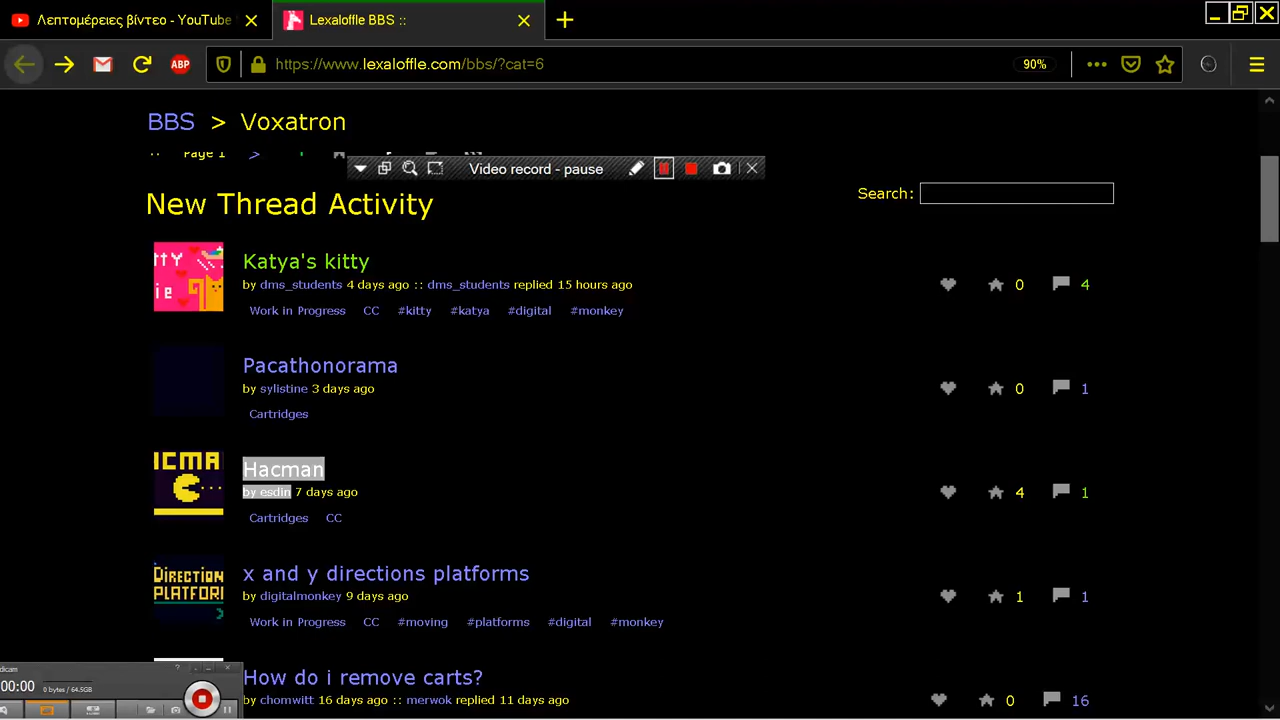 Λεπτομέρειες βίντεο - YouTube
Lexaloffle BBS ::
ABP
https://www.lexaloffle.com/bbs/?cat=6
90%
BBS > Voxatron
Page 1 >
Video record - pause
New Thread Activity
Search:
Katya's kitty
by dms_students 4 days ago :: dms_students replied 15 hours ago
0 4
Work in Progress CC #kitty #katya #digital #monkey
Pacathonorama
by sylistine 3 days ago
0 1
Cartridges
ICMA
Hacman
by esdin 7 days ago
4 1
Cartridges CC
DIRECTION
PLATFOR
x and y directions platforms
by digitalmonkey 9 days ago
1 1
Work in Progress CC #moving #platforms #digital #monkey
How do i remove carts?
by chomwitt 16 days ago :: merwok replied 11 days ago
0 16
dicam
00:00
0 bytes / 64.5GB